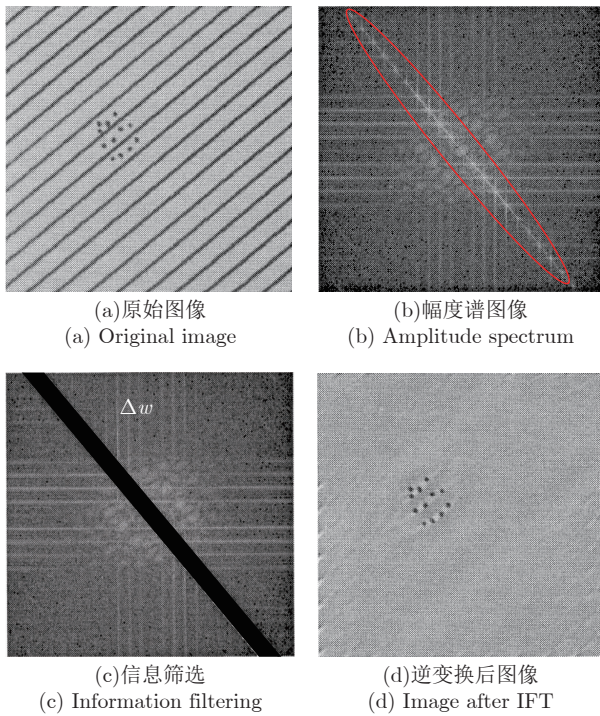 (a)原始图像
(a) Original image
(b)幅度谱图像
(b) Amplitude spectrum
Δw
(c)信息筛选
(c) Information filtering
(d)逆变换后图像
(d) Image after IFT